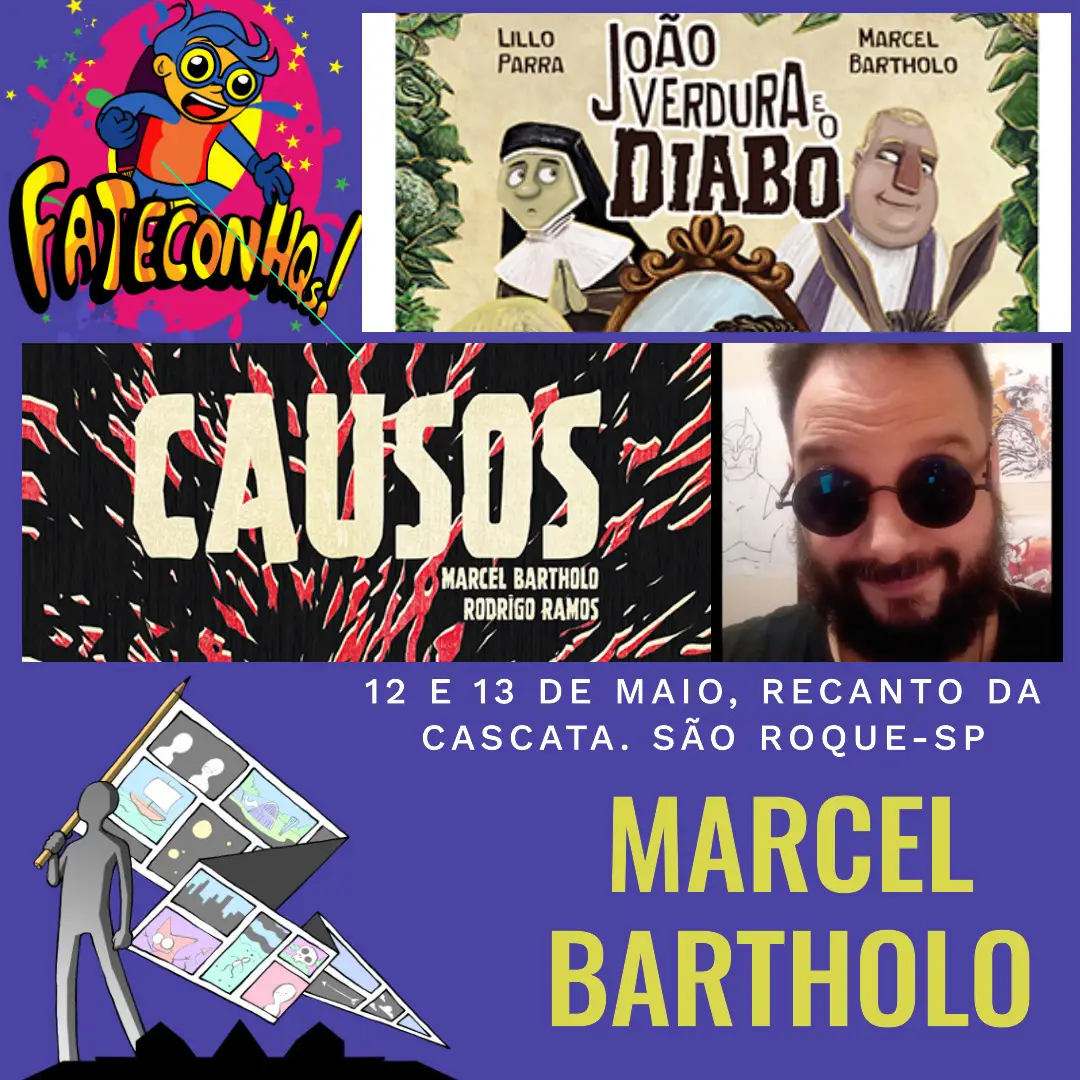 FATECONHQs!
LILLO
PARRA
JOÃO
VERDURA E O
DIABO
MARCEL
BARTHOLO
CAUSOS
MARCEL BARTHOLO
RODRIGO RAMOS
12 E 13 DE MAIO, RECANTO DA
CASCATA. SÃO ROQUE-SP
MARCEL
BARTHOLO